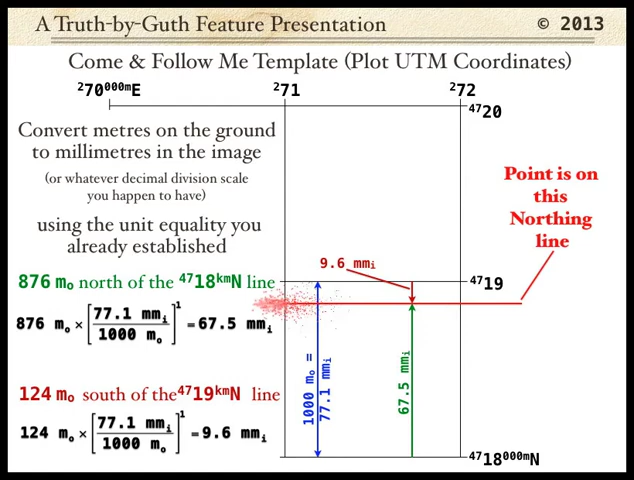 A Truth-by-Guth Feature Presentation © 2013
Come & Follow Me Template (Plot UTM Coordinates)
²70⁰⁰⁰ᵐE ²71 ²72
⁴⁷20
Convert metres on the ground
to millimetres in the image
(or whatever decimal division scale
you happen to have)
using the unit equality you
already established
Point is on
this
Northing
line
9.6 mmᵢ
876 mₒ north of the ⁴⁷18ᵏᵐN line
⁴⁷19
876 mₒ × [77.1 mmᵢ / 1000 mₒ]¹ = 67.5 mmᵢ
1000 mₒ =
77.1 mmᵢ
67.5 mmᵢ
124 mₒ south of the ⁴⁷19ᵏᵐN line
124 mₒ × [77.1 mmᵢ / 1000 mₒ]¹ = 9.6 mmᵢ
⁴⁷18⁰⁰⁰ᵐN